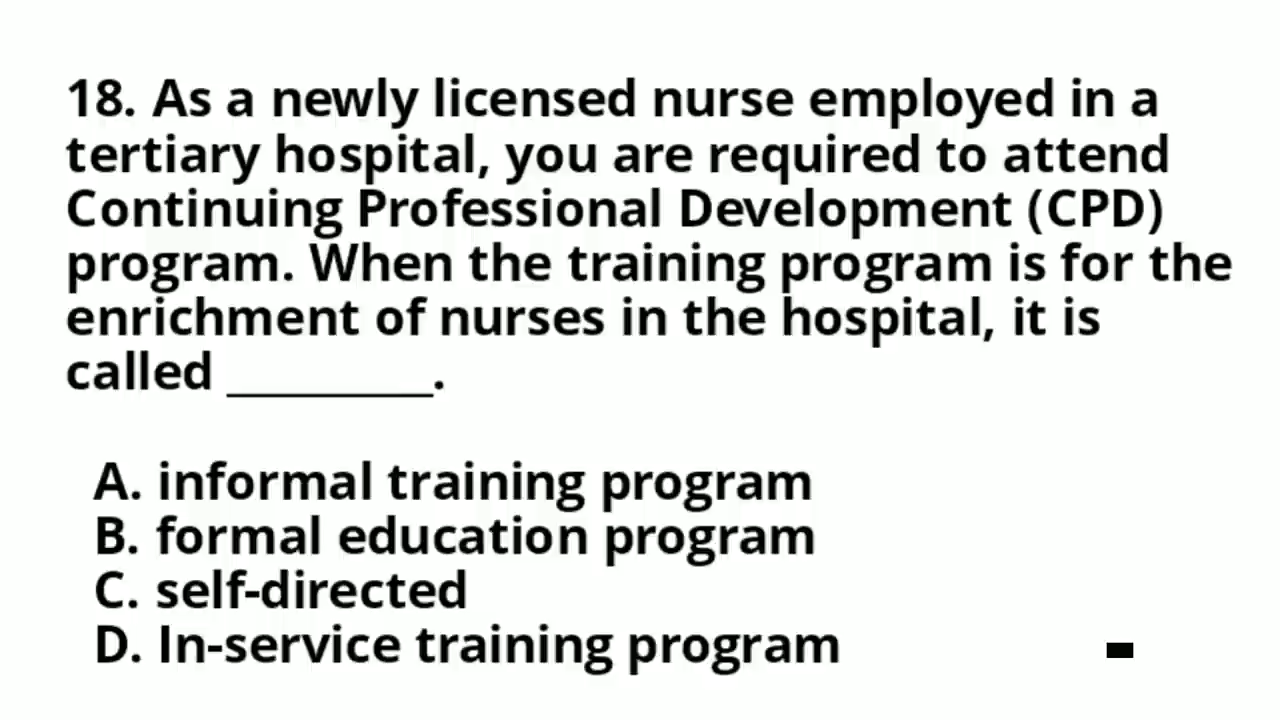 18. As a newly licensed nurse employed in a
tertiary hospital, you are required to attend
Continuing Professional Development (CPD)
program. When the training program is for the
enrichment of nurses in the hospital, it is
called __________.
A. informal training program
B. formal education program
C. self-directed
D. In-service training program